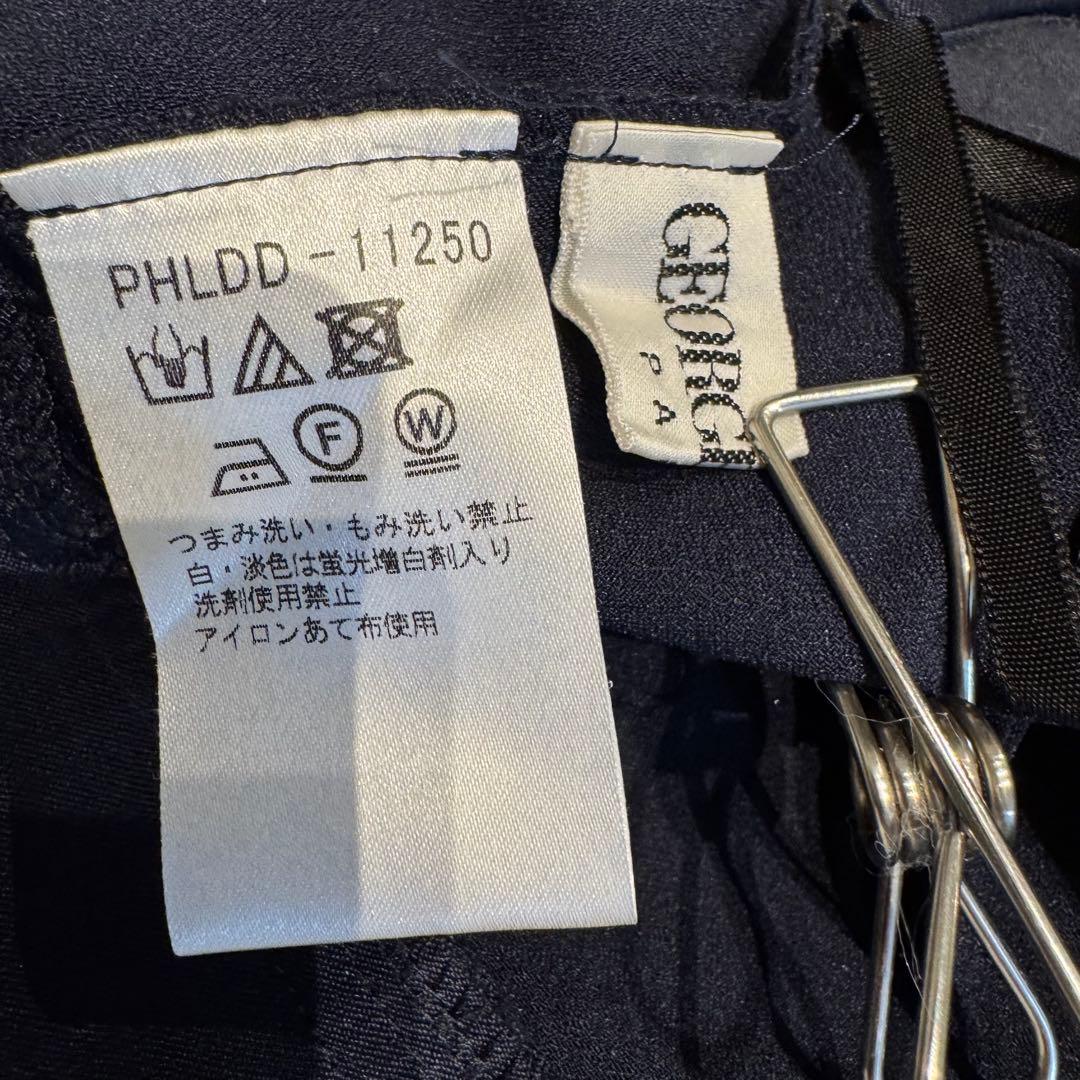 PHLDD-11250
F W
つまみ洗い・もみ洗い禁止
白・淡色は蛍光増白剤入り
洗剤使用禁止
アイロンあて布使用
GEORG
PA